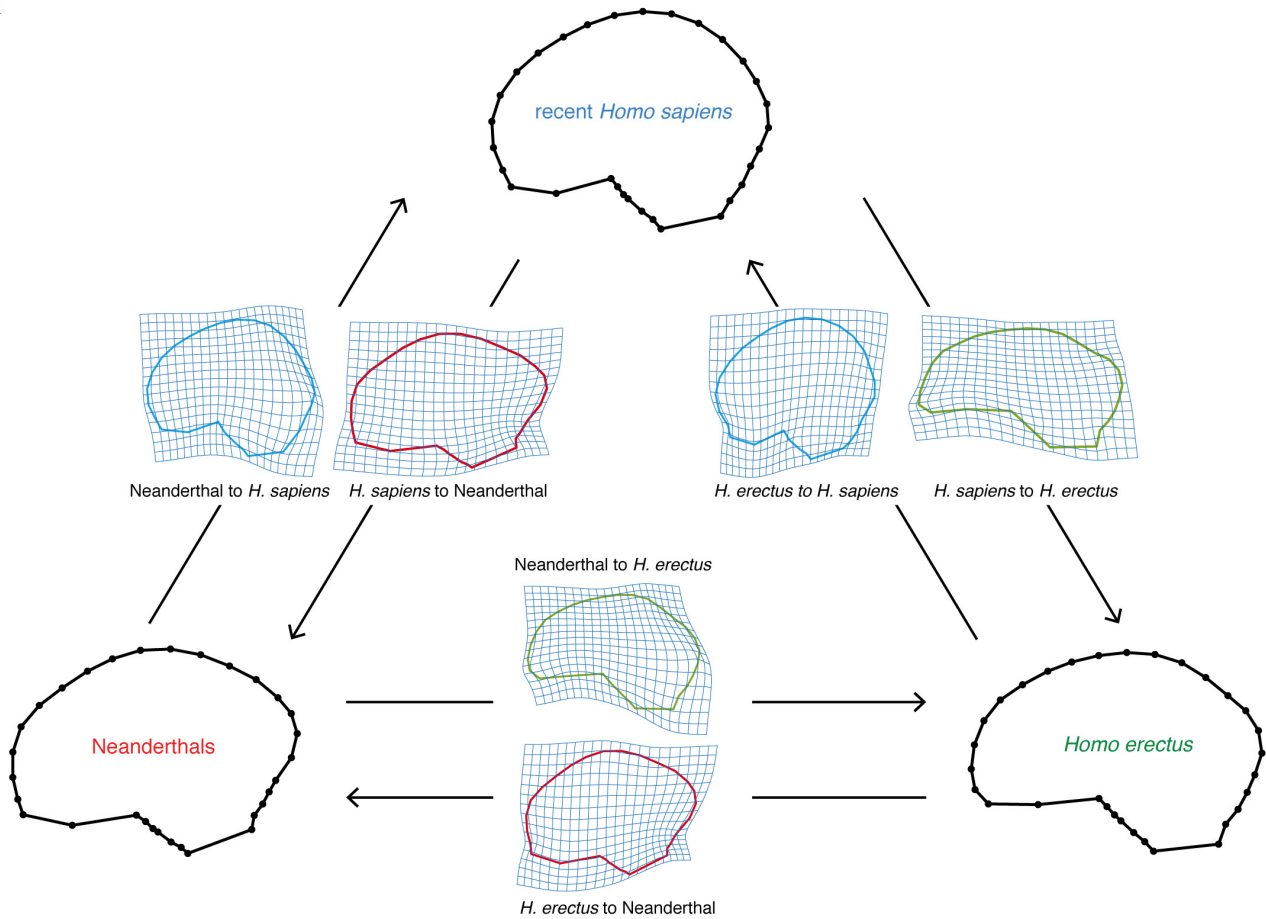 recent Homo sapiens
Neanderthal to H. sapiens
H. sapiens to Neanderthal
H. erectus to H. sapiens
H. sapiens to H. erectus
Neanderthal to H. erectus
Neanderthals
Homo erectus
H. erectus to Neanderthal